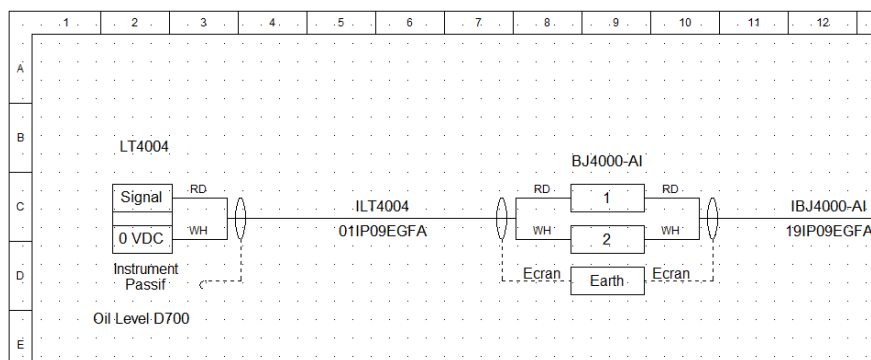 1 2 3 4 5 6 7 8 9 10 11 12
A
B
LT4004
BJ4000-AI
C
Signal RD ILT4004 RD 1 RD IBJ4000-AI
0 VDC WH 01IP09EGFA WH 2 WH 19IP09EGFA
D
Instrument
Passif
Ecran Earth Ecran
Oil Level D700
E